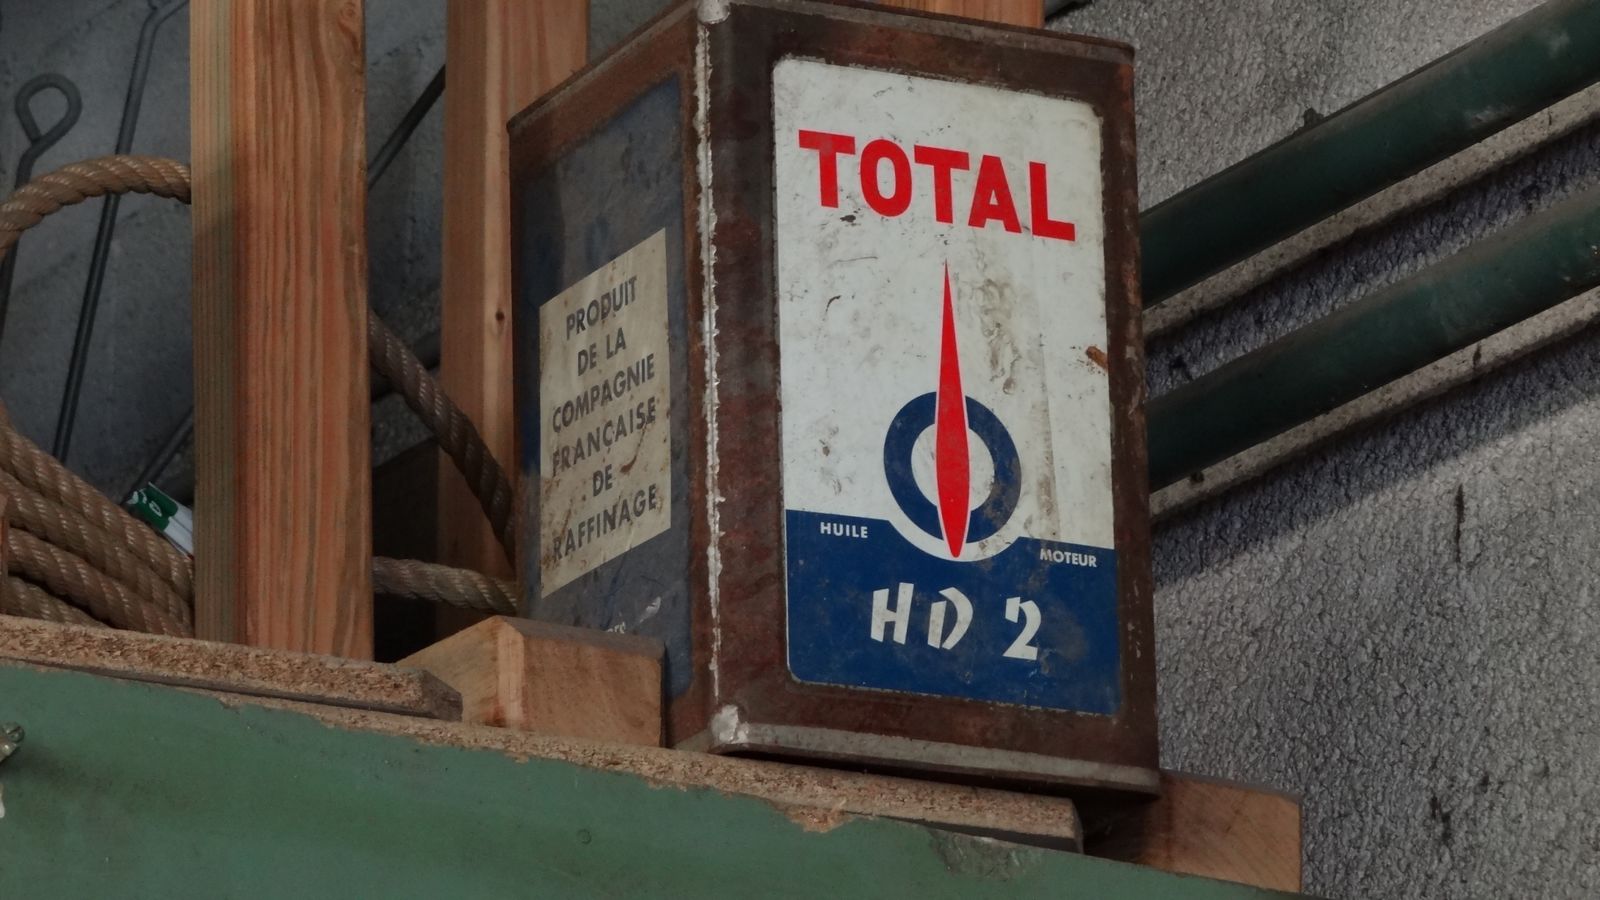 PRODUIT
DE LA
COMPAGNIE
FRANÇAISE
DE
RAFFINAGE
TOTAL
HUILE
MOTEUR
HD 2